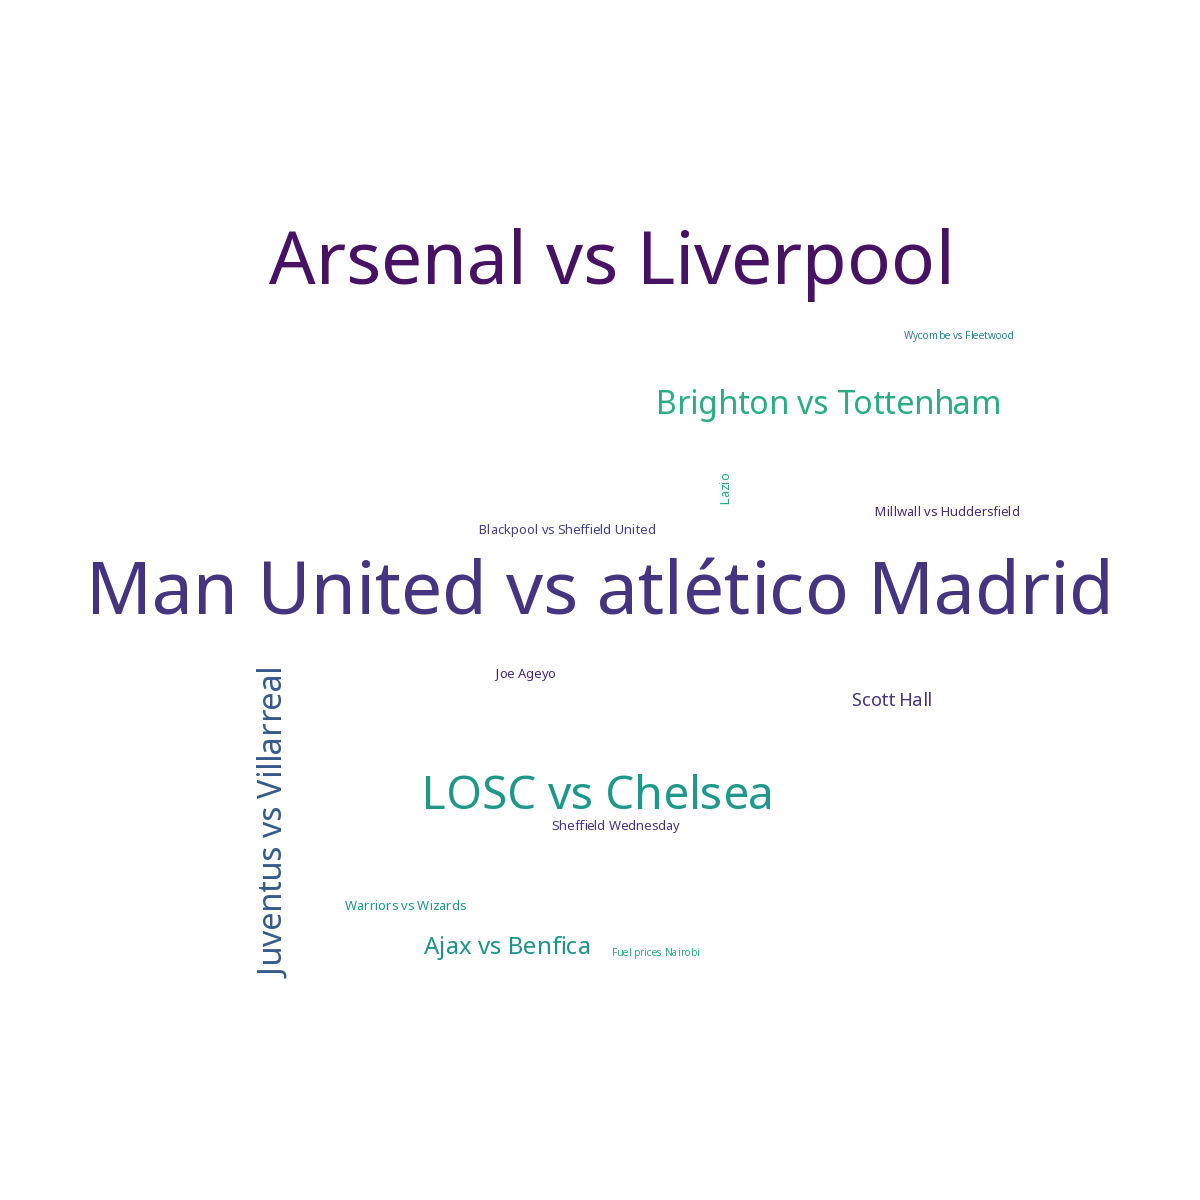 Arsenal vs Liverpool
Wycombe vs Fleetwood
Brighton vs Tottenham
Lazio
Millwall vs Huddersfield
Blackpool vs Sheffield United
Man United vs atlético Madrid
Joe Ageyo
Scott Hall
Juventus vs Villarreal
LOSC vs Chelsea
Sheffield Wednesday
Warriors vs Wizards
Ajax vs Benfica
Fuel prices Nairobi